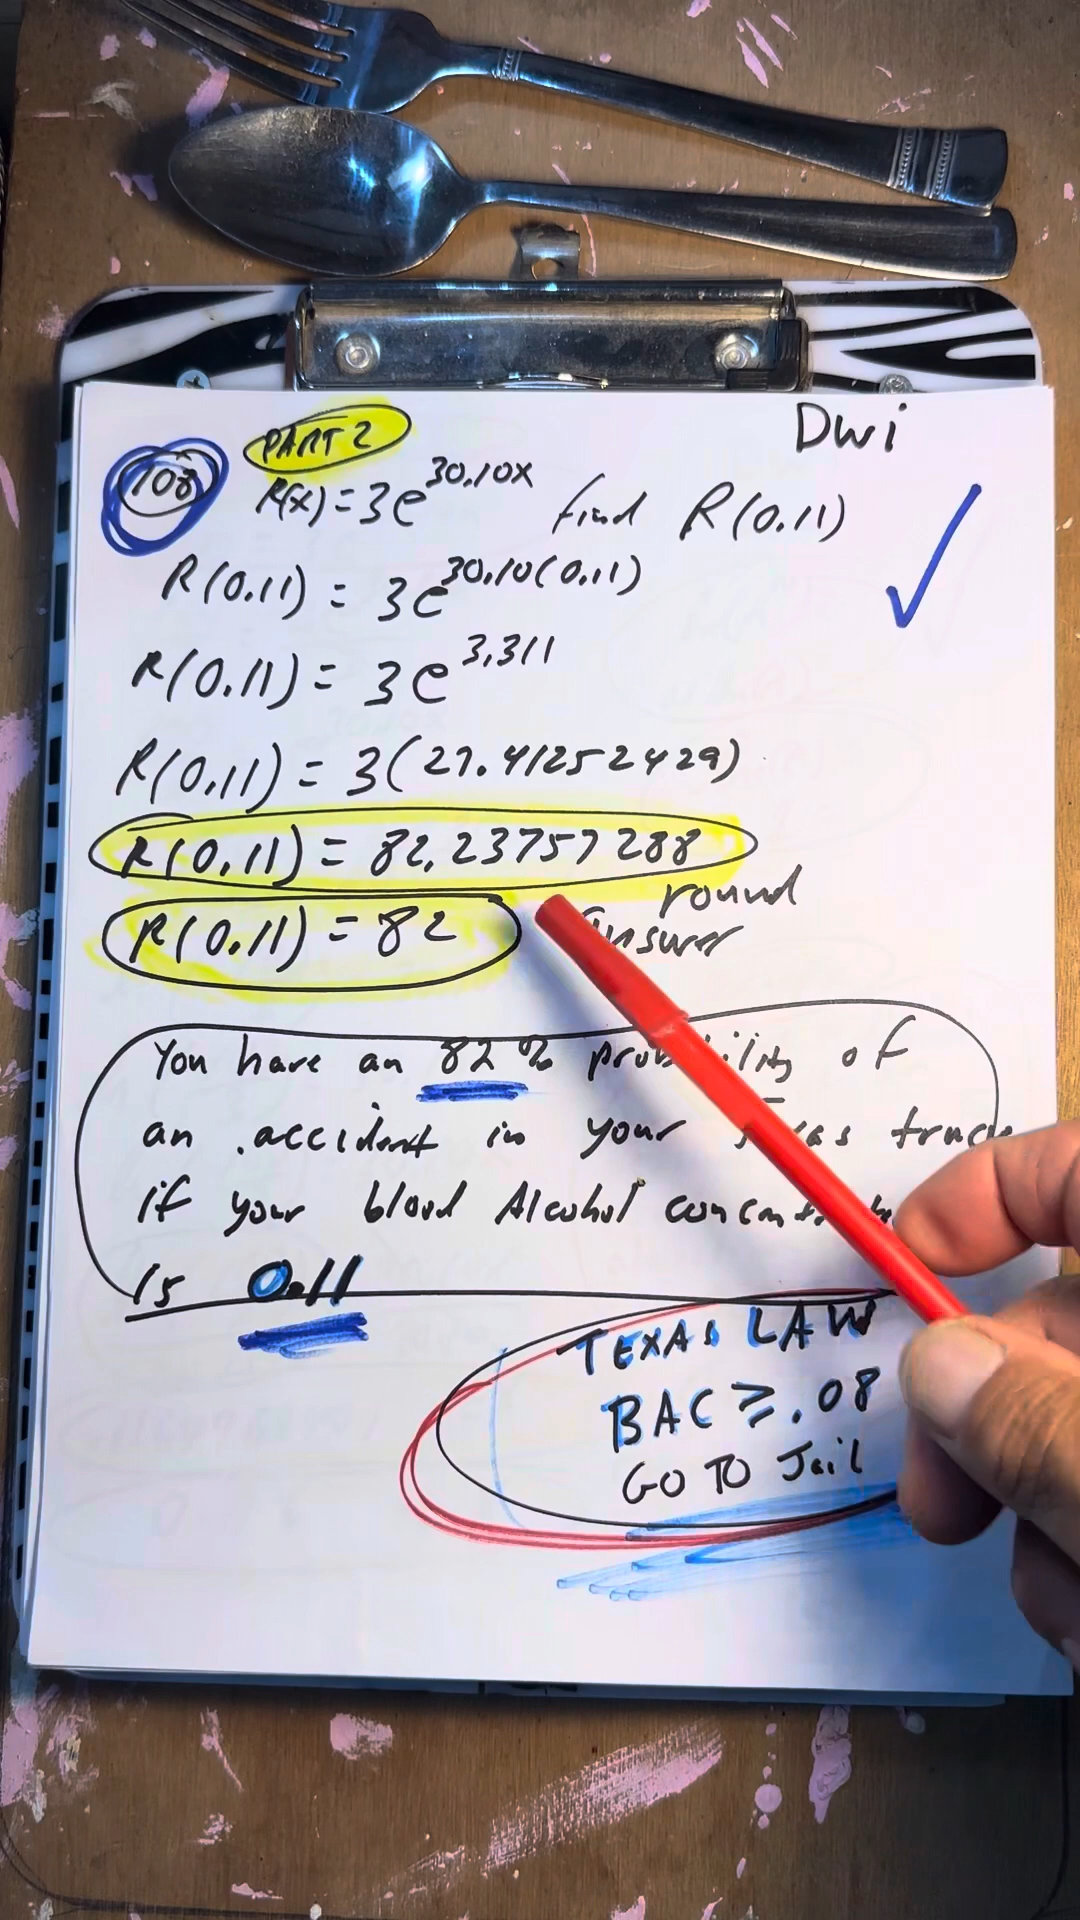 Dwi
PART 2
108 R(x) = 3e^30.10x find R(0.11)
R(0.11) = 3e^30.10(0.11)
R(0.11) = 3e^3.311
R(0.11) = 3(27.41252429)
R(0.11) = 82.23757288
round
R(0.11) = 82 answer
You have an 82% of
an accident in your
if your blood Alcohol
is 0.11
TEXAS LAW
BAC ≥ .08
GO TO Jail